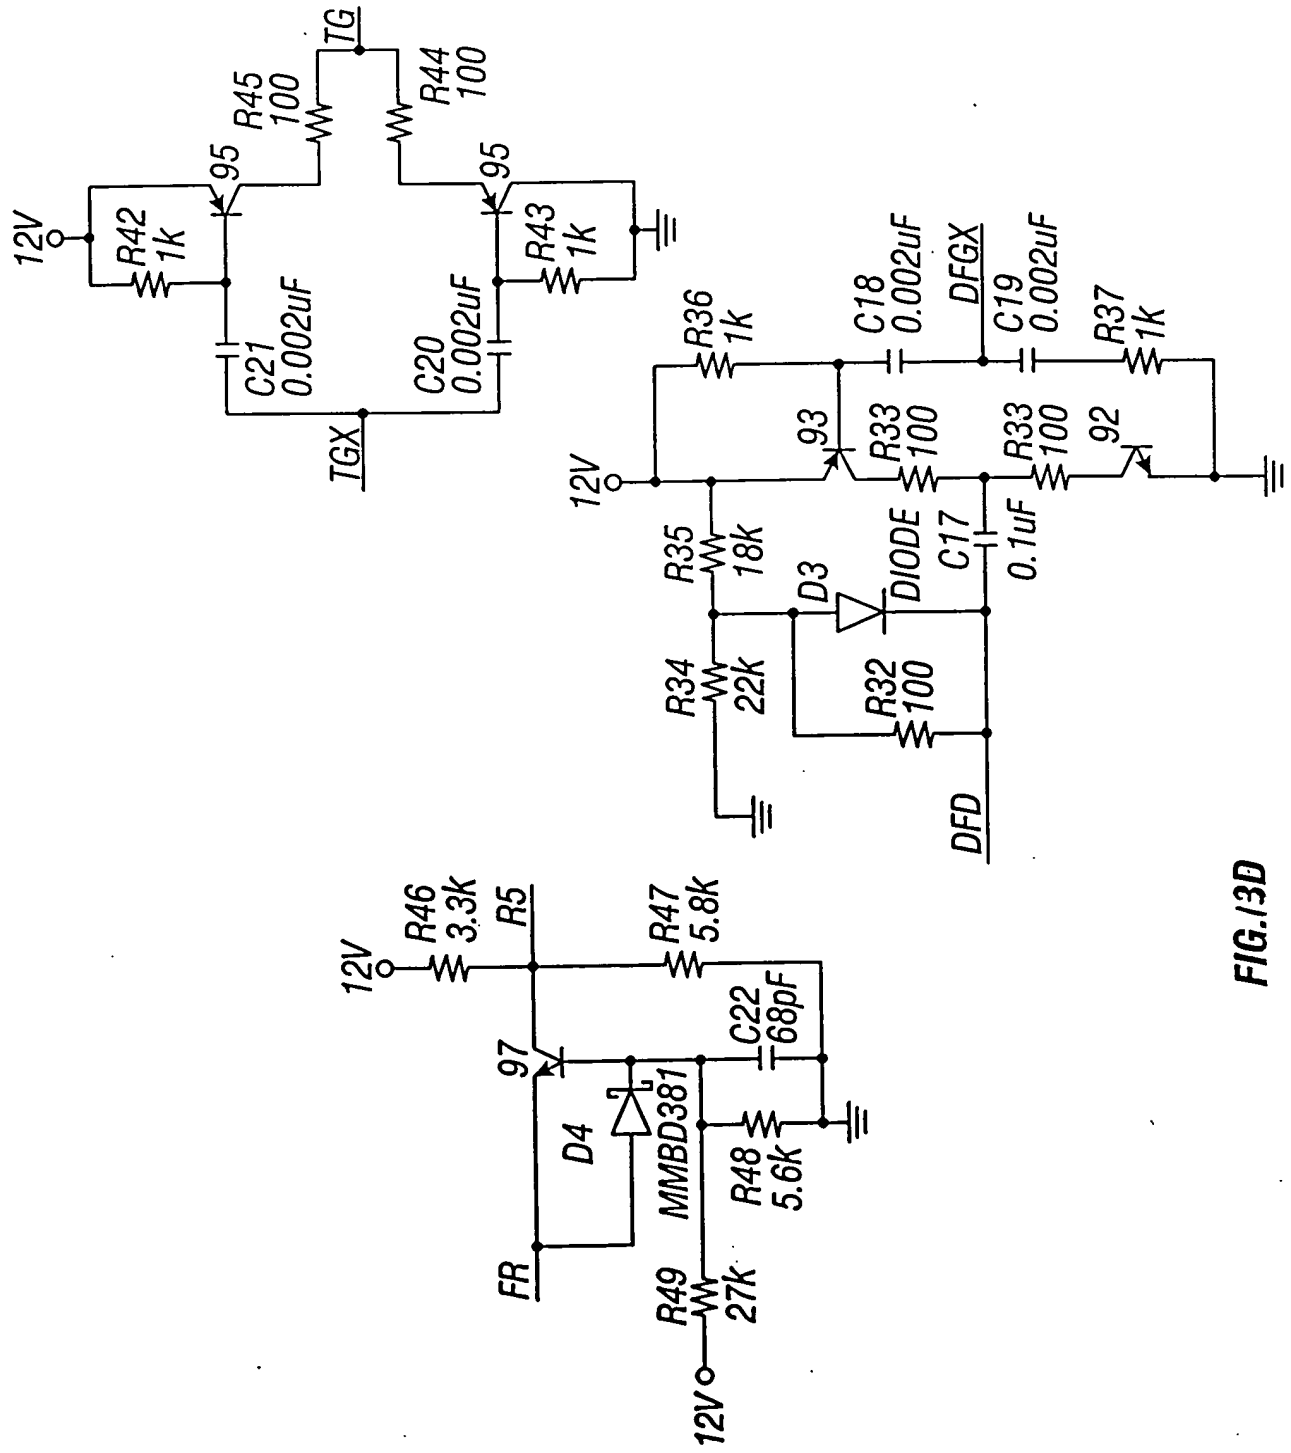 12V
R42
1k
95
R45
100
TG
R44
100
95
C21
0.002uF
C20
0.002uF
R43
1k
TGX
12V
R36
1k
C18
0.002uF
DFGX
C19
0.002uF
R37
1k
93
R33
100
R33
100
92
R35
18k
D3
DIODE
C17
0.1uF
R34
22k
R32
100
DFD
12V
R46
3.3k
R5
R47
5.8k
97
C22
68pF
D4
MMBD381
R48
5.6k
FR
R49
27k
12V
FIG.13D